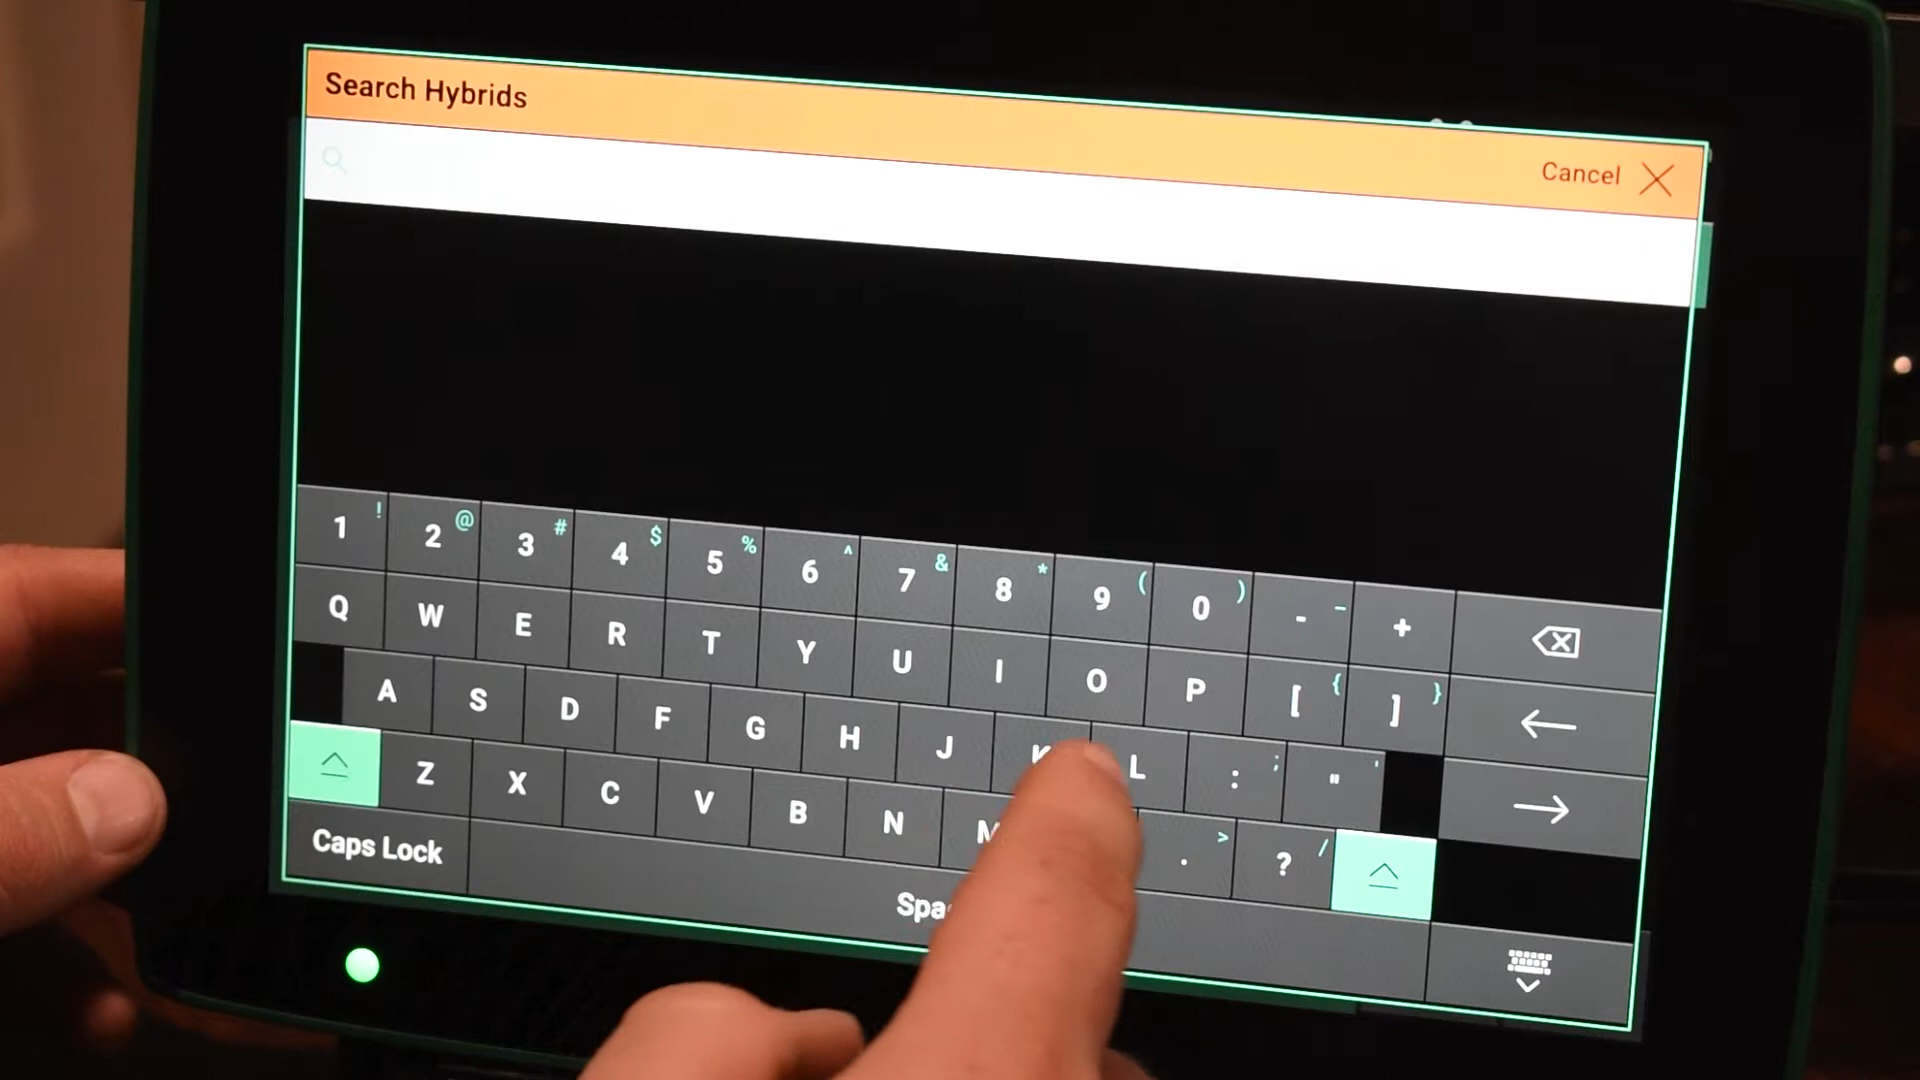 Search Hybrids
Cancel
1 ! 2 @ 3 # 4 $ 5 % 6 ^ 7 & 8 * 9 ( 0 ) - _ +
Q W E R T Y U I O P [ { ] }
A S D F G H J K L : ; " '
Z X C V B N M . > ? /
Caps Lock